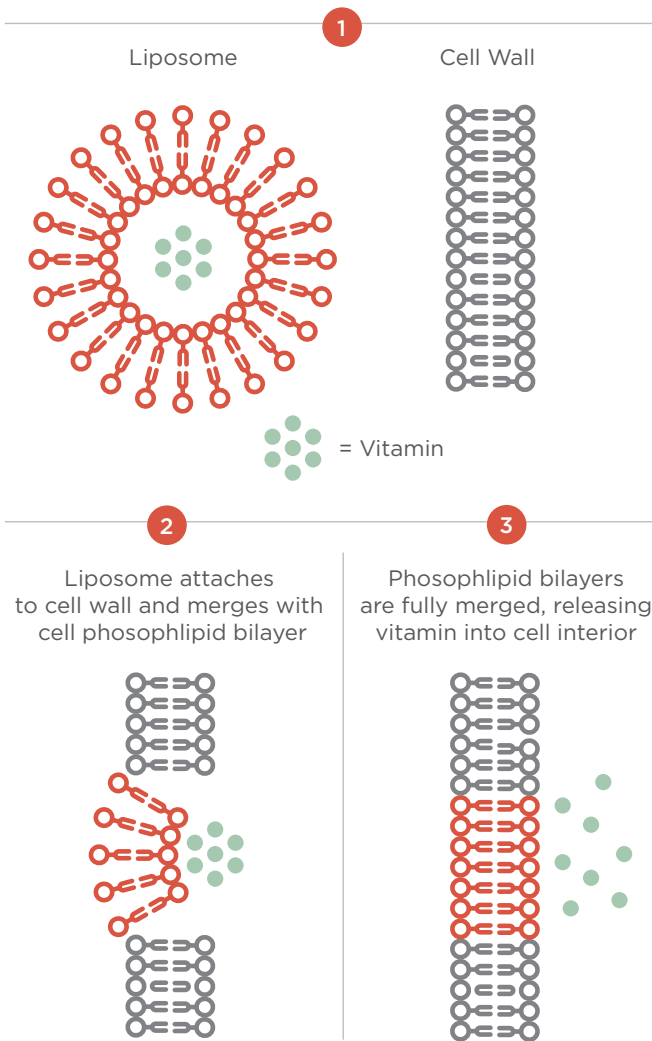 1
Liposome
Cell Wall
= Vitamin
2
3
Liposome attaches
to cell wall and merges with
cell phosophlipid bilayer
Phosophlipid bilayers
are fully merged, releasing
vitamin into cell interior